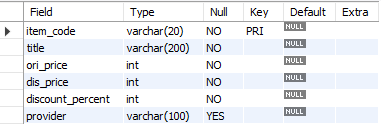 Field Type Null Key Default Extra
item_code varchar(20) NO PRI NULL
title varchar(200) NO NULL
ori_price int NO NULL
dis_price int NO NULL
discount_percent int NO NULL
provider varchar(100) YES NULL